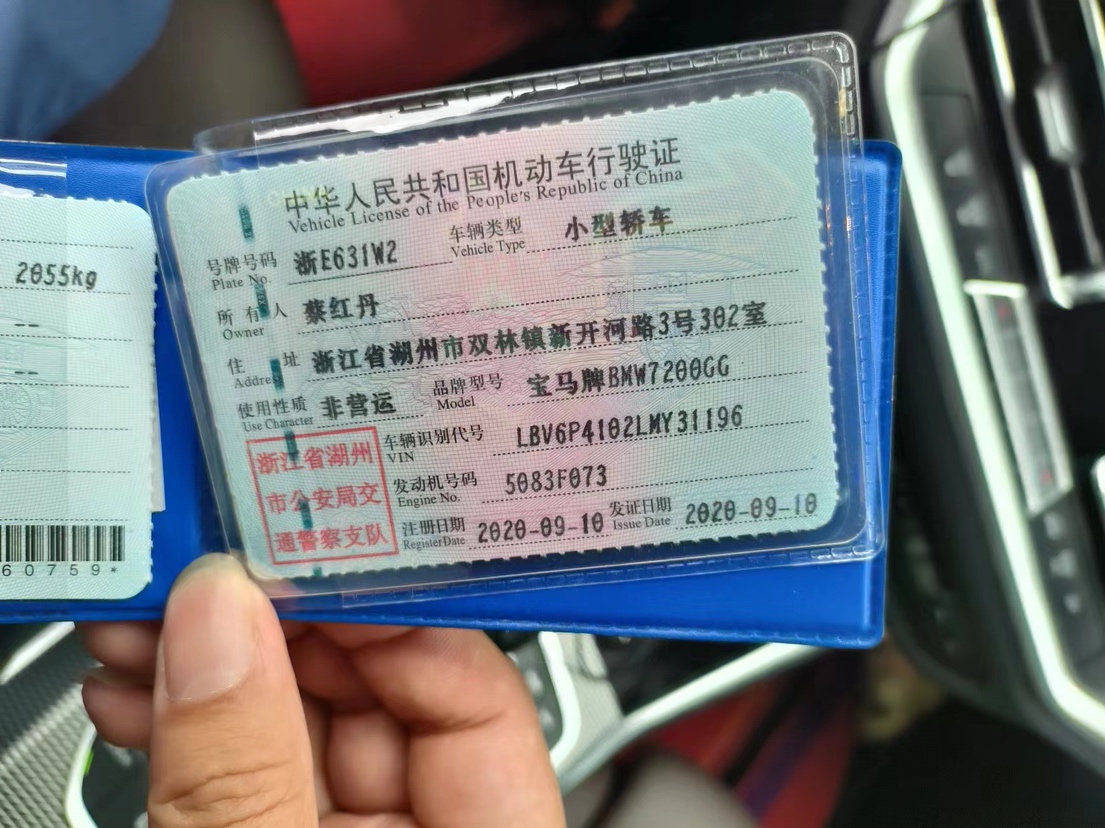 2055kg
60759*
中华人民共和国机动车行驶证
Vehicle License of the People's Republic of China
号牌号码 浙E631W2 车辆类型 小型轿车
Plate No. Vehicle Type
所有人 蔡红丹
Owner
住址 浙江省湖州市双林镇新开河路3号302室
Address
使用性质 非营运 品牌型号 宝马牌BMW7200GG
Use Character Model
车辆识别代号 LBV6P4102LMY31196
VIN
发动机号码 5083F073
Engine No.
注册日期 2020-09-10 发证日期 2020-09-10
Register Date Issue Date
浙江省湖州
市公安局交
通警察支队